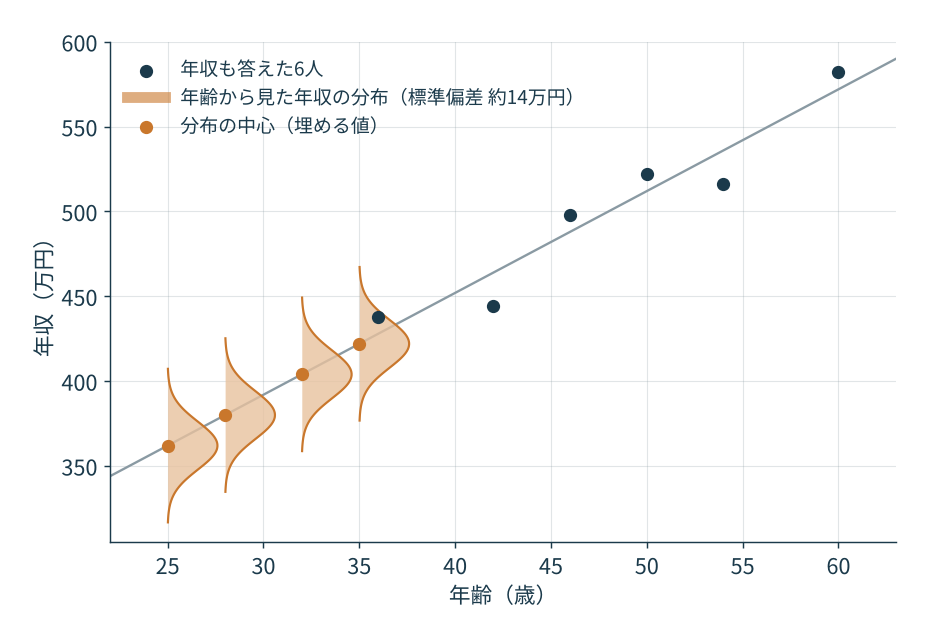 600
550
500
450
400
350
年収（万円）
年収も答えた6人
年齢から見た年収の分布（標準偏差 約14万円）
分布の中心（埋める値）
25 30 35 40 45 50 55 60
年齢（歳）